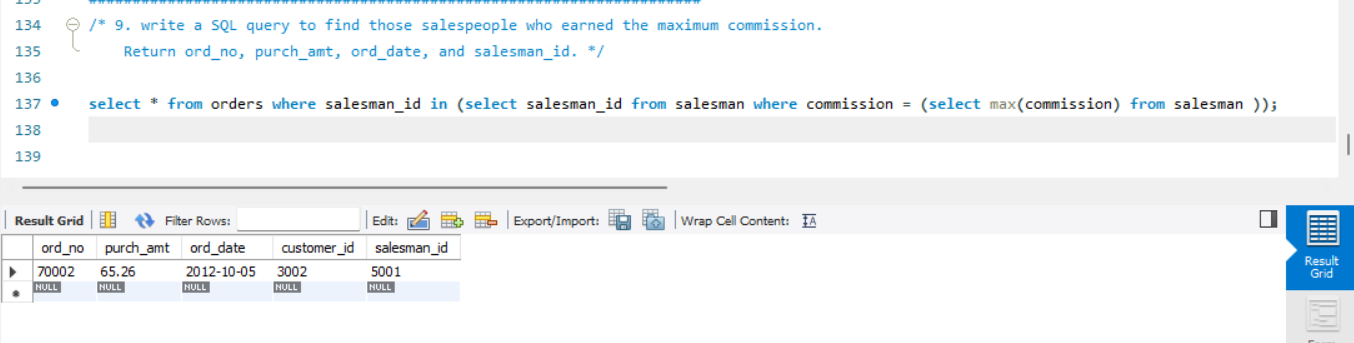 133 ####################################################################
134 /* 9. write a SQL query to find those salespeople who earned the maximum commission.
135 Return ord_no, purch_amt, ord_date, and salesman_id. */
136
137 select * from orders where salesman_id in (select salesman_id from salesman where commission = (select max(commission) from salesman ));
138
139
Result Grid Filter Rows: Edit: Export/Import: Wrap Cell Content: IA
ord_no purch_amt ord_date customer_id salesman_id
70002 65.26 2012-10-05 3002 5001
NULL NULL NULL NULL NULL
Result
Grid